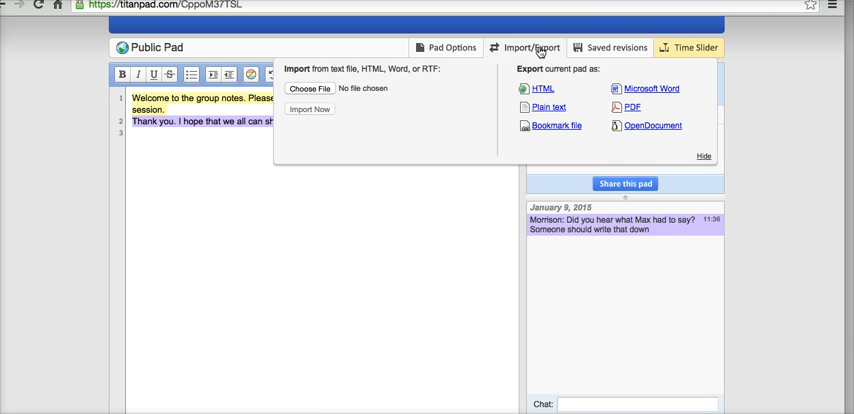 https://titanpad.com/CppoM37TSL
Public Pad
Pad Options
Import/Export
Saved revisions
Time Slider
B I U S
Import from text file, HTML, Word, or RTF:
Choose File No file chosen
Import Now
Export current pad as:
HTML
Microsoft Word
Plain text
PDF
Bookmark file
OpenDocument
Hide
1 Welcome to the group notes. Please
session.
2 Thank you. I hope that we all can sh
3
Share this pad
January 9, 2015
Morrison: Did you hear what Max had to say? 11:36
Someone should write that down
Chat: